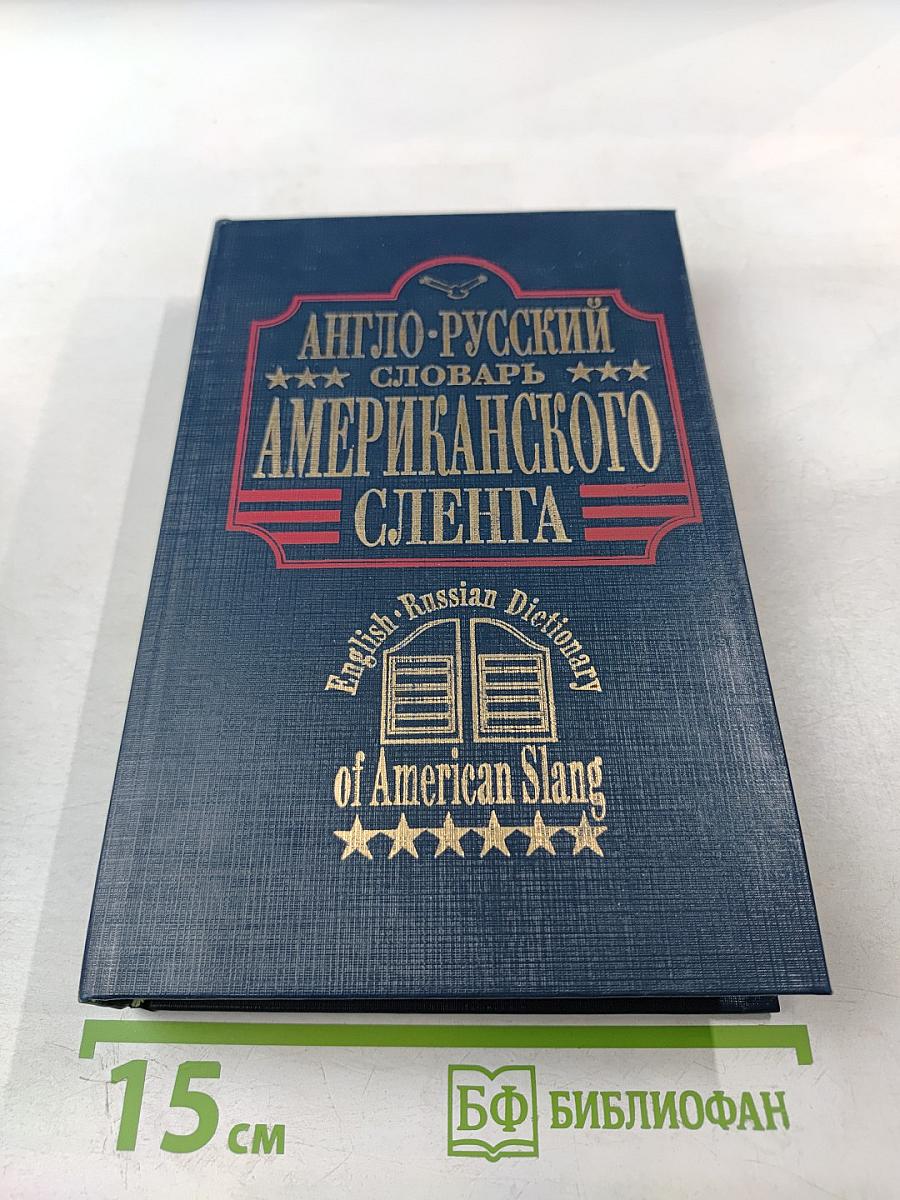 АНГЛО·РУССКИЙ
СЛОВАРЬ
АМЕРИКАНСКОГО
СЛЕНГА
English·Russian Dictionary
of American Slang
15 см
БФ БИБЛИОФАН